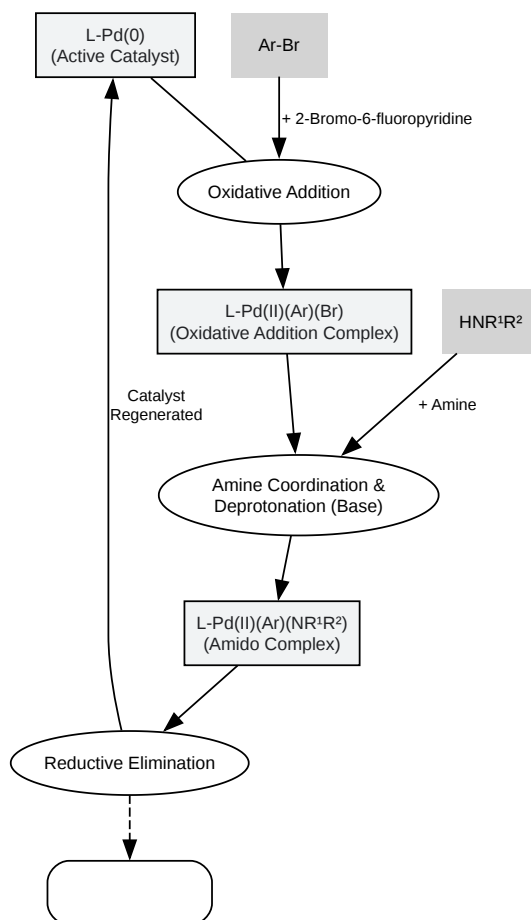 L-Pd(0)
(Active Catalyst)
Ar-Br
+ 2-Bromo-6-fluoropyridine
Oxidative Addition
L-Pd(II)(Ar)(Br)
(Oxidative Addition Complex)
HNR¹R²
Catalyst
Regenerated
+ Amine
Amine Coordination &
Deprotonation (Base)
L-Pd(II)(Ar)(NR¹R²)
(Amido Complex)
Reductive Elimination